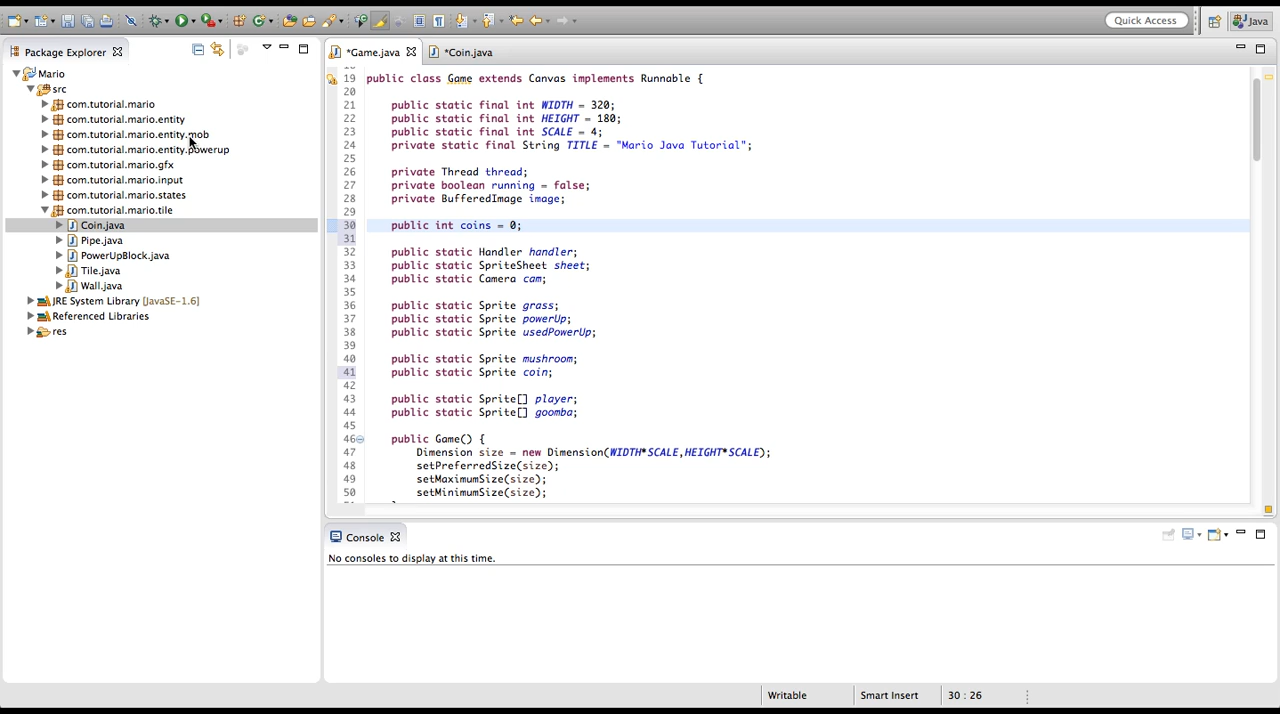 Quick Access
Java
Package Explorer
*Game.java
*Coin.java
Mario
src
com.tutorial.mario
com.tutorial.mario.entity
com.tutorial.mario.entity.mob
com.tutorial.mario.entity.powerup
com.tutorial.mario.gfx
com.tutorial.mario.input
com.tutorial.mario.states
com.tutorial.mario.tile
Coin.java
Pipe.java
PowerUpBlock.java
Tile.java
Wall.java
JRE System Library [JavaSE-1.6]
Referenced Libraries
res
19 public class Game extends Canvas implements Runnable {
20
21 public static final int WIDTH = 320;
22 public static final int HEIGHT = 180;
23 public static final int SCALE = 4;
24 private static final String TITLE = "Mario Java Tutorial";
25
26 private Thread thread;
27 private boolean running = false;
28 private BufferedImage image;
29
30 public int coins = 0;
31
32 public static Handler handler;
33 public static SpriteSheet sheet;
34 public static Camera cam;
35
36 public static Sprite grass;
37 public static Sprite powerUp;
38 public static Sprite usedPowerUp;
39
40 public static Sprite mushroom;
41 public static Sprite coin;
42
43 public static Sprite[] player;
44 public static Sprite[] goomba;
45
46 public Game() {
47 Dimension size = new Dimension(WIDTH*SCALE,HEIGHT*SCALE);
48 setPreferredSize(size);
49 setMaximumSize(size);
50 setMinimumSize(size);
Console
No consoles to display at this time.
Writable
Smart Insert
30 : 26